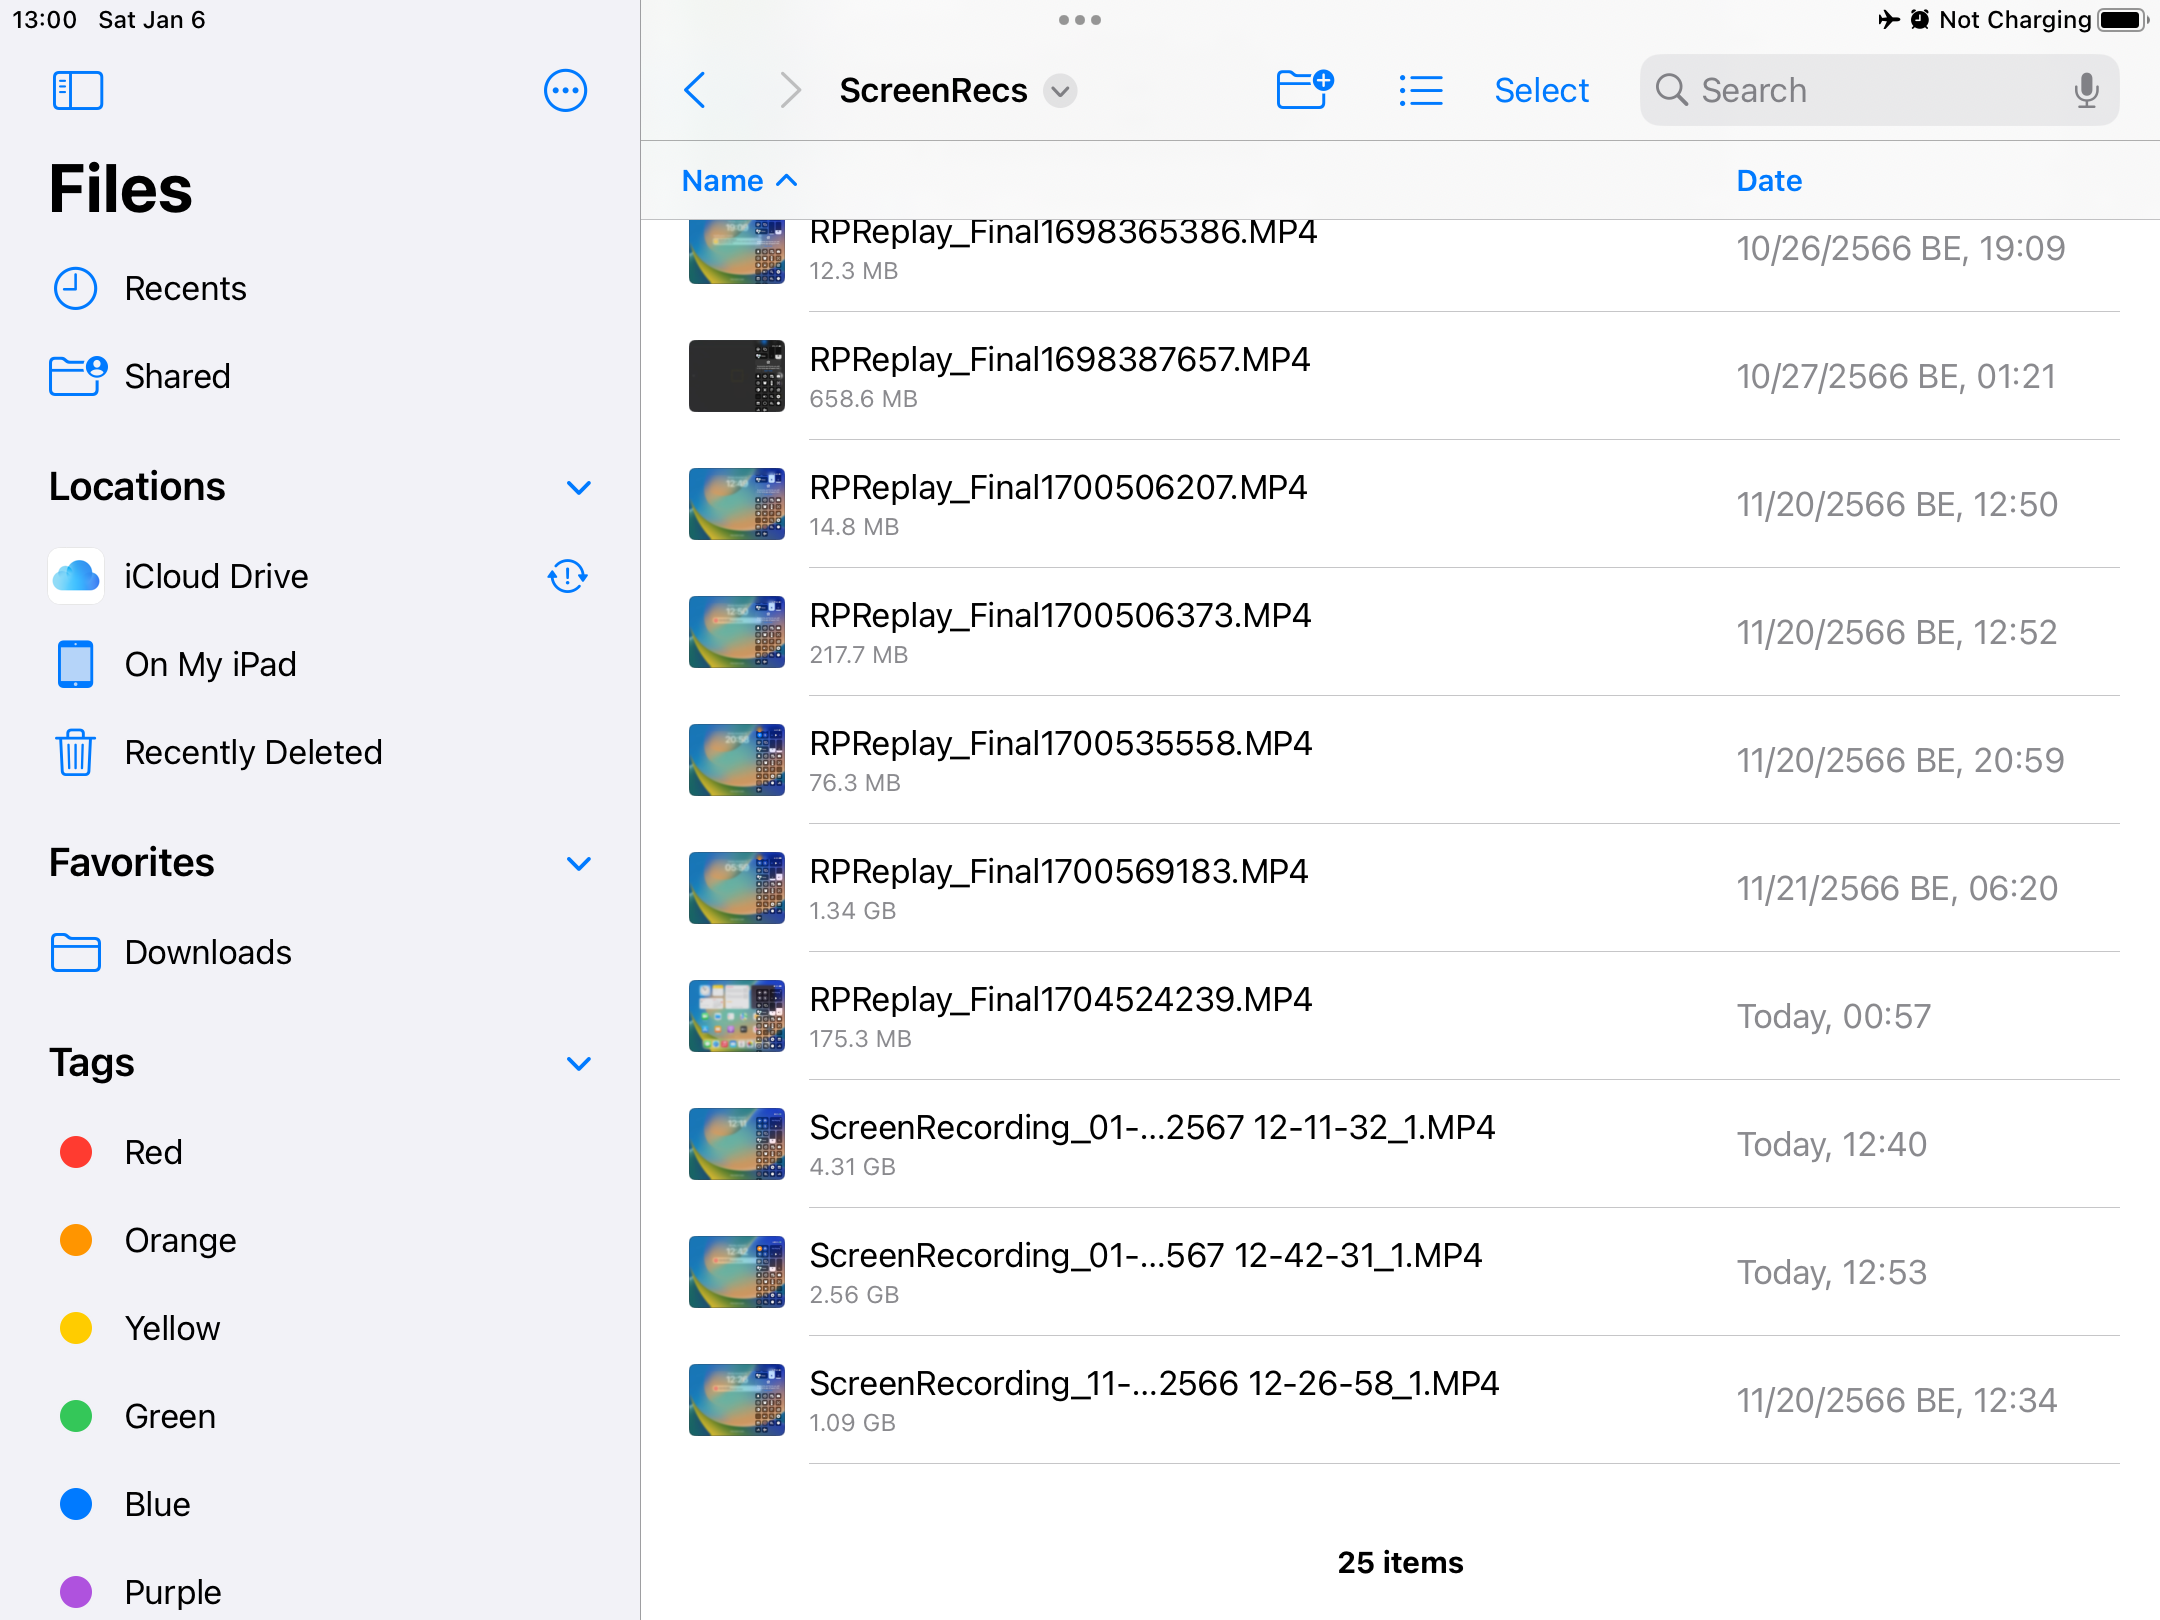 13:00 Sat Jan 6
Not Charging
Files
Recents
Shared
Locations
iCloud Drive
On My iPad
Recently Deleted
Favorites
Downloads
Tags
Red
Orange
Yellow
Green
Blue
Purple
ScreenRecs
Select
Search
Name
Date
RPReplay_Final1698365386.MP4
12.3 MB
10/26/2566 BE, 19:09
RPReplay_Final1698387657.MP4
658.6 MB
10/27/2566 BE, 01:21
RPReplay_Final1700506207.MP4
14.8 MB
11/20/2566 BE, 12:50
RPReplay_Final1700506373.MP4
217.7 MB
11/20/2566 BE, 12:52
RPReplay_Final1700535558.MP4
76.3 MB
11/20/2566 BE, 20:59
RPReplay_Final1700569183.MP4
1.34 GB
11/21/2566 BE, 06:20
RPReplay_Final1704524239.MP4
175.3 MB
Today, 00:57
ScreenRecording_01-...2567 12-11-32_1.MP4
4.31 GB
Today, 12:40
ScreenRecording_01-...567 12-42-31_1.MP4
2.56 GB
Today, 12:53
ScreenRecording_11-...2566 12-26-58_1.MP4
1.09 GB
11/20/2566 BE, 12:34
25 items